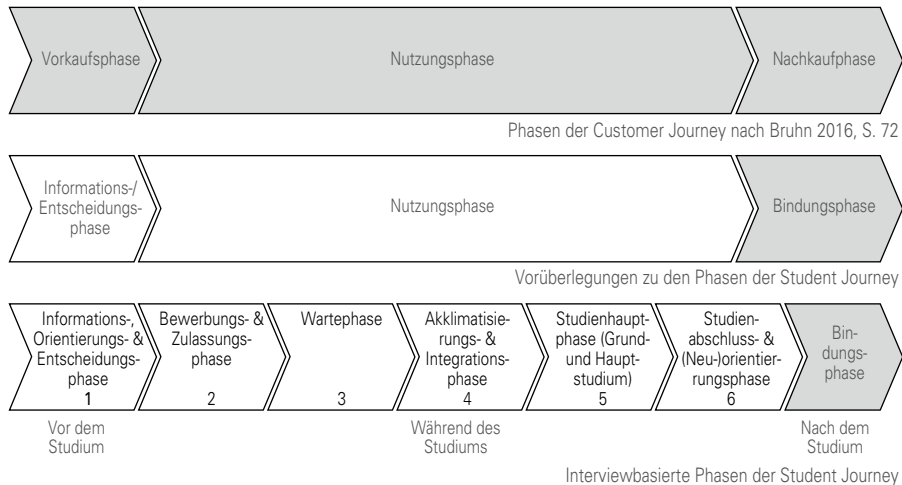 Vorkaufsphase
Nutzungsphase
Nachkaufphase
Phasen der Customer Journey nach Bruhn 2016, S. 72
Informations-/
Entscheidungs-
phase
Nutzungsphase
Bindungsphase
Vorüberlegungen zu den Phasen der Student Journey
Informations-,
Orientierungs- &
Entscheidungs-
phase
1
Bewerbungs- &
Zulassungs-
phase
2
Wartephase
3
Akklimatisie-
rungs- &
Integrations-
phase
4
Studienhaupt-
phase (Grund-
und Haupt-
studium)
5
Studien-
abschluss- &
(Neu-)orientier-
rungsphase
6
Bin-
dungs-
phase
Vor dem
Studium
Während des
Studiums
Nach dem
Studium
Interviewbasierte Phasen der Student Journey